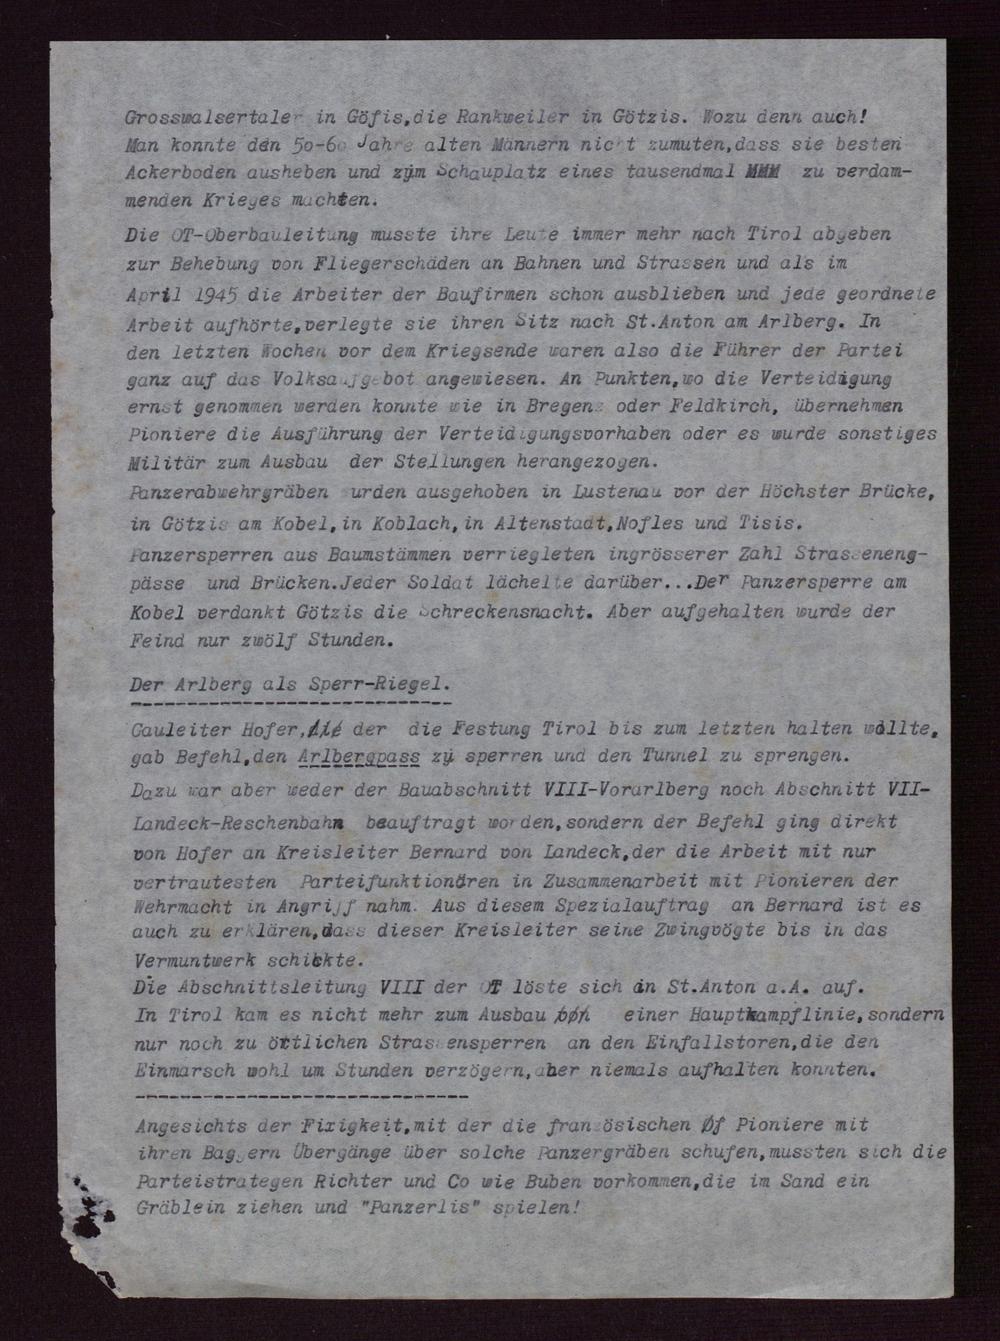 Grosswalsertaler in Göfis,die Rankweiler in Götzis. Wozu denn auch!
Man konnte den 50-60 Jahre alten Männern nicht zumuten,dass sie besten
Ackerboden ausheben und zum Schauplatz eines tausendmal MMM zu verdam-
menden Krieges machten.
Die OT-Oberbauleitung musste ihre Leute immer mehr nach Tirol abgeben
zur Behebung von Fliegerschäden an Bahnen und Strassen und als im
April 1945 die Arbeiter der Baufirmen schon ausblieben und jede geordnete
Arbeit aufhörte,verlegte sie ihren Sitz nach St.Anton am Arlberg. In
den letzten Wochen vor dem Kriegsende waren also die Führer der Partei
ganz auf das Volksaufgebot angewiesen. An Punkten,wo die Verteidigung
ernst genommen werden konnte wie in Bregenz oder Feldkirch, übernehmen
Pioniere die Ausführung der Verteidigungsvorhaben oder es wurde sonstiges
Militär zum Ausbau der Stellungen herangezogen.
Panzerabwehrgräben wurden ausgehoben in Lustenau vor der Höchster Brücke,
in Götzis am Kobel,in Koblach,in Altenstadt,Nofles und Tisis.
Panzersperren aus Baumstämmen verriegleten ingrösserer Zahl Strasseneng-
pässe und Brücken.Jeder Soldat lächelte darüber...Der Panzersperre am
Kobel verdankt Götzis die Schreckensnacht. Aber aufgehalten wurde der
Feind nur zwölf Stunden.
Der Arlberg als Sperr-Riegel.
Gauleiter Hofer,die der die Festung Tirol bis zum letzten halten wollte,
gab Befehl,den Arlbergpass zu sperren und den Tunnel zu sprengen.
Dazu war aber weder der Bauabschnitt VIII-Vorarlberg noch Abschnitt VII-
Landeck-Reschenbahn beauftragt worden,sondern der Befehl ging direkt
von Hofer an Kreisleiter Bernard von Landeck,der die Arbeit mit nur
vertrautesten Parteifunktionären in Zusammenarbeit mit Pionieren der
Wehrmacht in Angriff nahm. Aus diesem Spezialauftrag an Bernard ist es
auch zu erklären,dass dieser Kreisleiter seine Zwingvögte bis in das
Vermuntwerk schickte.
Die Abschnittsleitung VIII der OT löste sich in St.Anton a.A. auf.
In Tirol kam es nicht mehr zum Ausbau von einer Hauptkampflinie,sondern
nur noch zu örtlichen Strassensperren an den Einfallstoren,die den
Einmarsch wohl um Stunden verzögern,aber niemals aufhalten konnten.
Angesichts der Fixigkeit,mit der die französischen Pioniere mit
ihren Baggern Übergänge über solche Panzergräben schufen,mussten sich die
Parteistrategen Richter und Co wie Buben vorkommen,die im Sand ein
Gräblein ziehen und "Panzerlis" spielen!